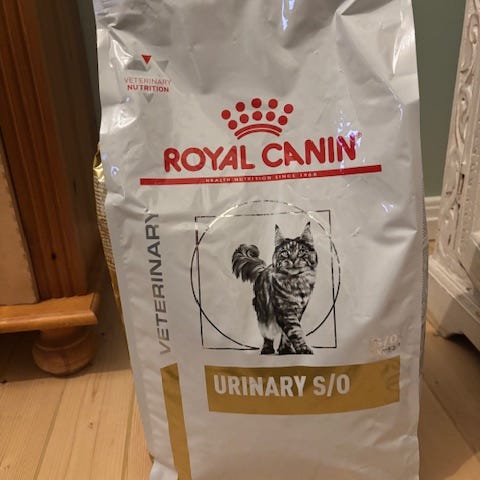 VETERINARY
NUTRITION
ROYAL CANIN
HEALTH NUTRITION SINCE 1968
VETERINARY
S/O
URINARY S/O